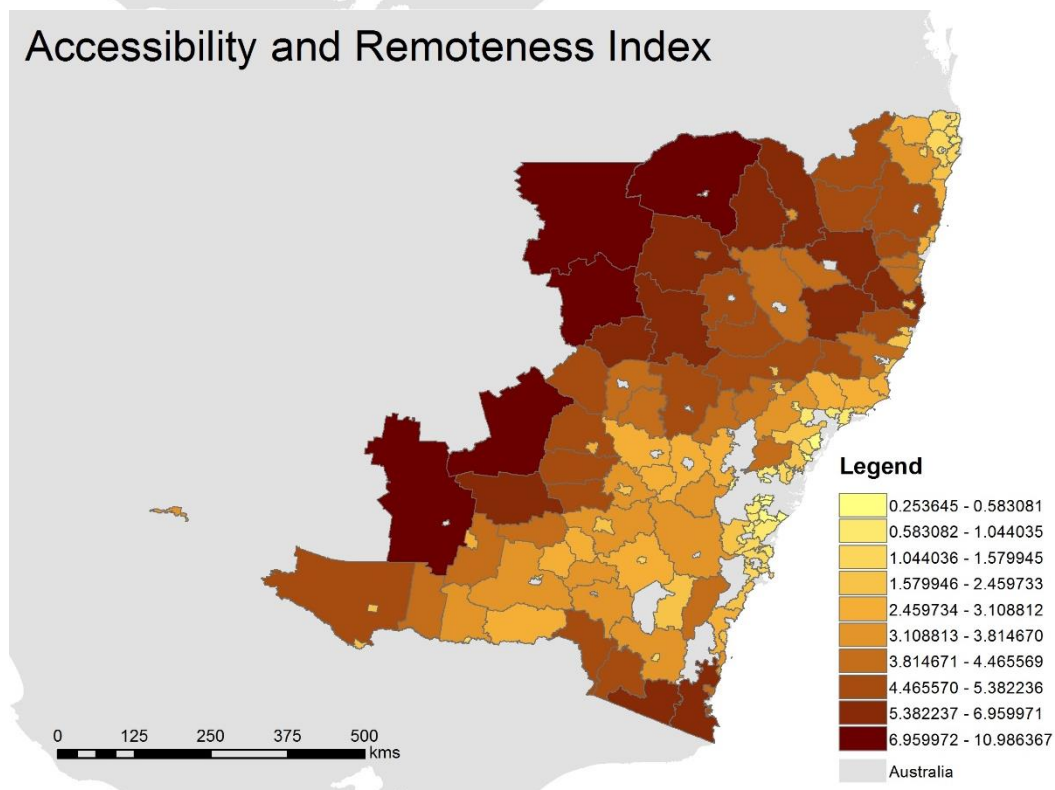 Accessibility and Remoteness Index
Legend
0.253645 - 0.583081
0.583082 - 1.044035
1.044036 - 1.579945
1.579946 - 2.459733
2.459734 - 3.108812
3.108813 - 3.814670
3.814671 - 4.465569
4.465570 - 5.382236
5.382237 - 6.959971
6.959972 - 10.986367
Australia
0 125 250 375 500
kms